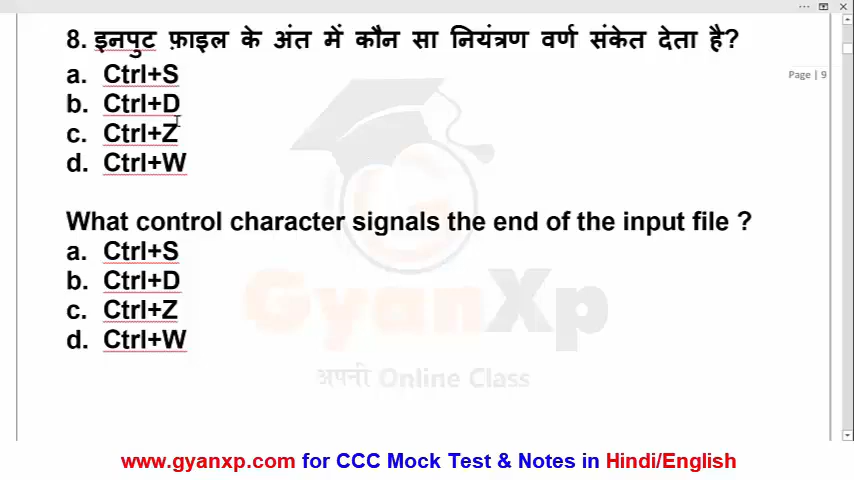 8. इनपुट फ़ाइल के अंत में कौन सा नियंत्रण वर्ण संकेत देता है?
a. Ctrl+S
Page | 9
b. Ctrl+D
c. Ctrl+Z
d. Ctrl+W
What control character signals the end of the input file ?
a. Ctrl+S
b. Ctrl+D
c. Ctrl+Z
d. Ctrl+W
GyanXp
अपनी Online Class
www.gyanxp.com for CCC Mock Test & Notes in Hindi/English